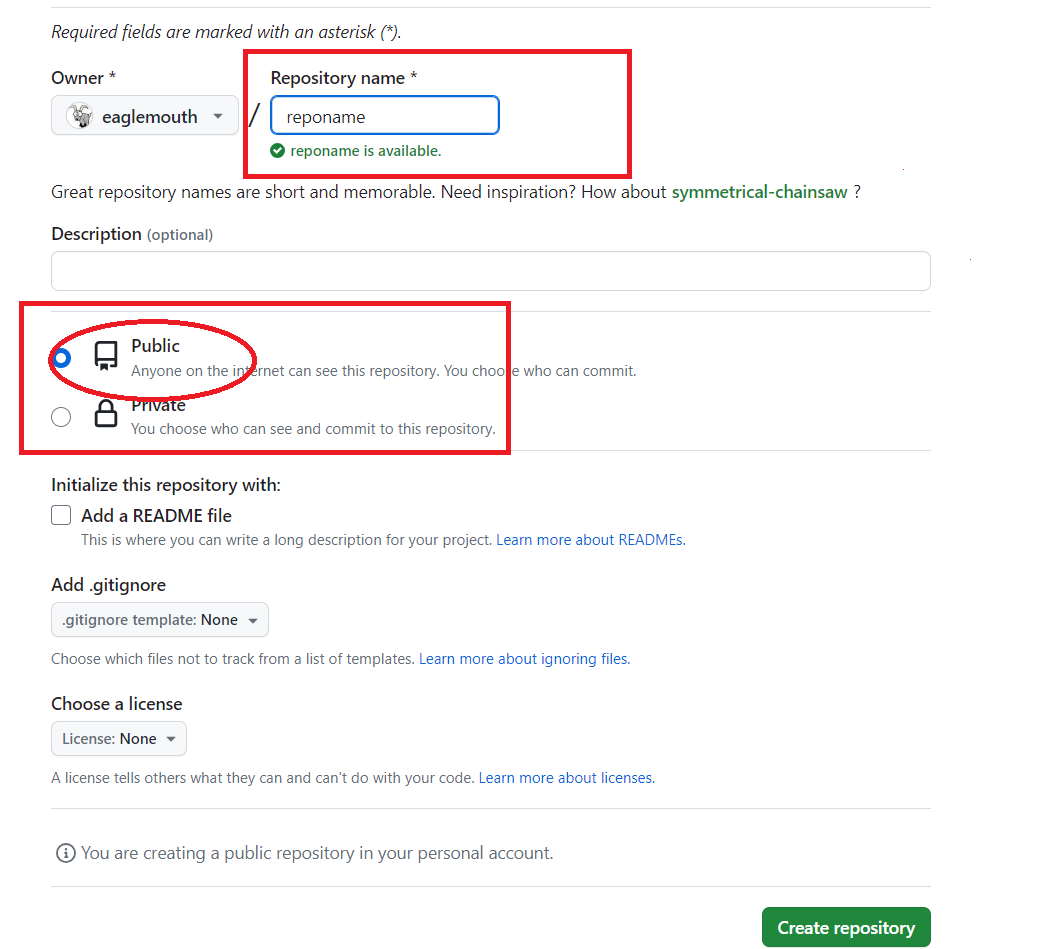 Required fields are marked with an asterisk (*).
Owner *
Repository name *
eaglemouth
/
reponame
reponame is available.
Great repository names are short and memorable. Need inspiration? How about symmetrical-chainsaw ?
Description (optional)
Public
Anyone on the internet can see this repository. You choose who can commit.
Private
You choose who can see and commit to this repository.
Initialize this repository with:
Add a README file
This is where you can write a long description for your project. Learn more about READMEs.
Add .gitignore
.gitignore template: None
Choose which files not to track from a list of templates. Learn more about ignoring files.
Choose a license
License: None
A license tells others what they can and can't do with your code. Learn more about licenses.
You are creating a public repository in your personal account.
Create repository